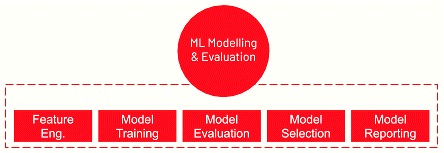 ML Modelling
& Evaluation
Feature
Eng.
Model
Training
Model
Evaluation
Model
Selection
Model
Reporting